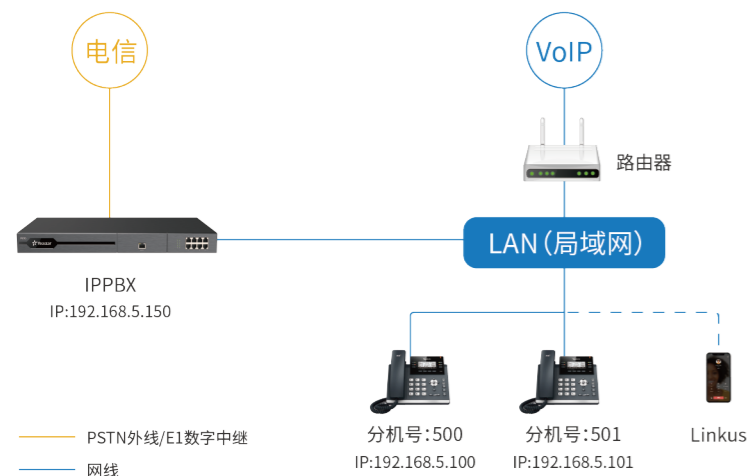 电信
VoIP
路由器
LAN（局域网）
Yeastar
IPPBX
IP:192.168.5.150
分机号:500
分机号:501
Linkus
IP:192.168.5.100
IP:192.168.5.101
PSTN外线/E1数字中继
网线